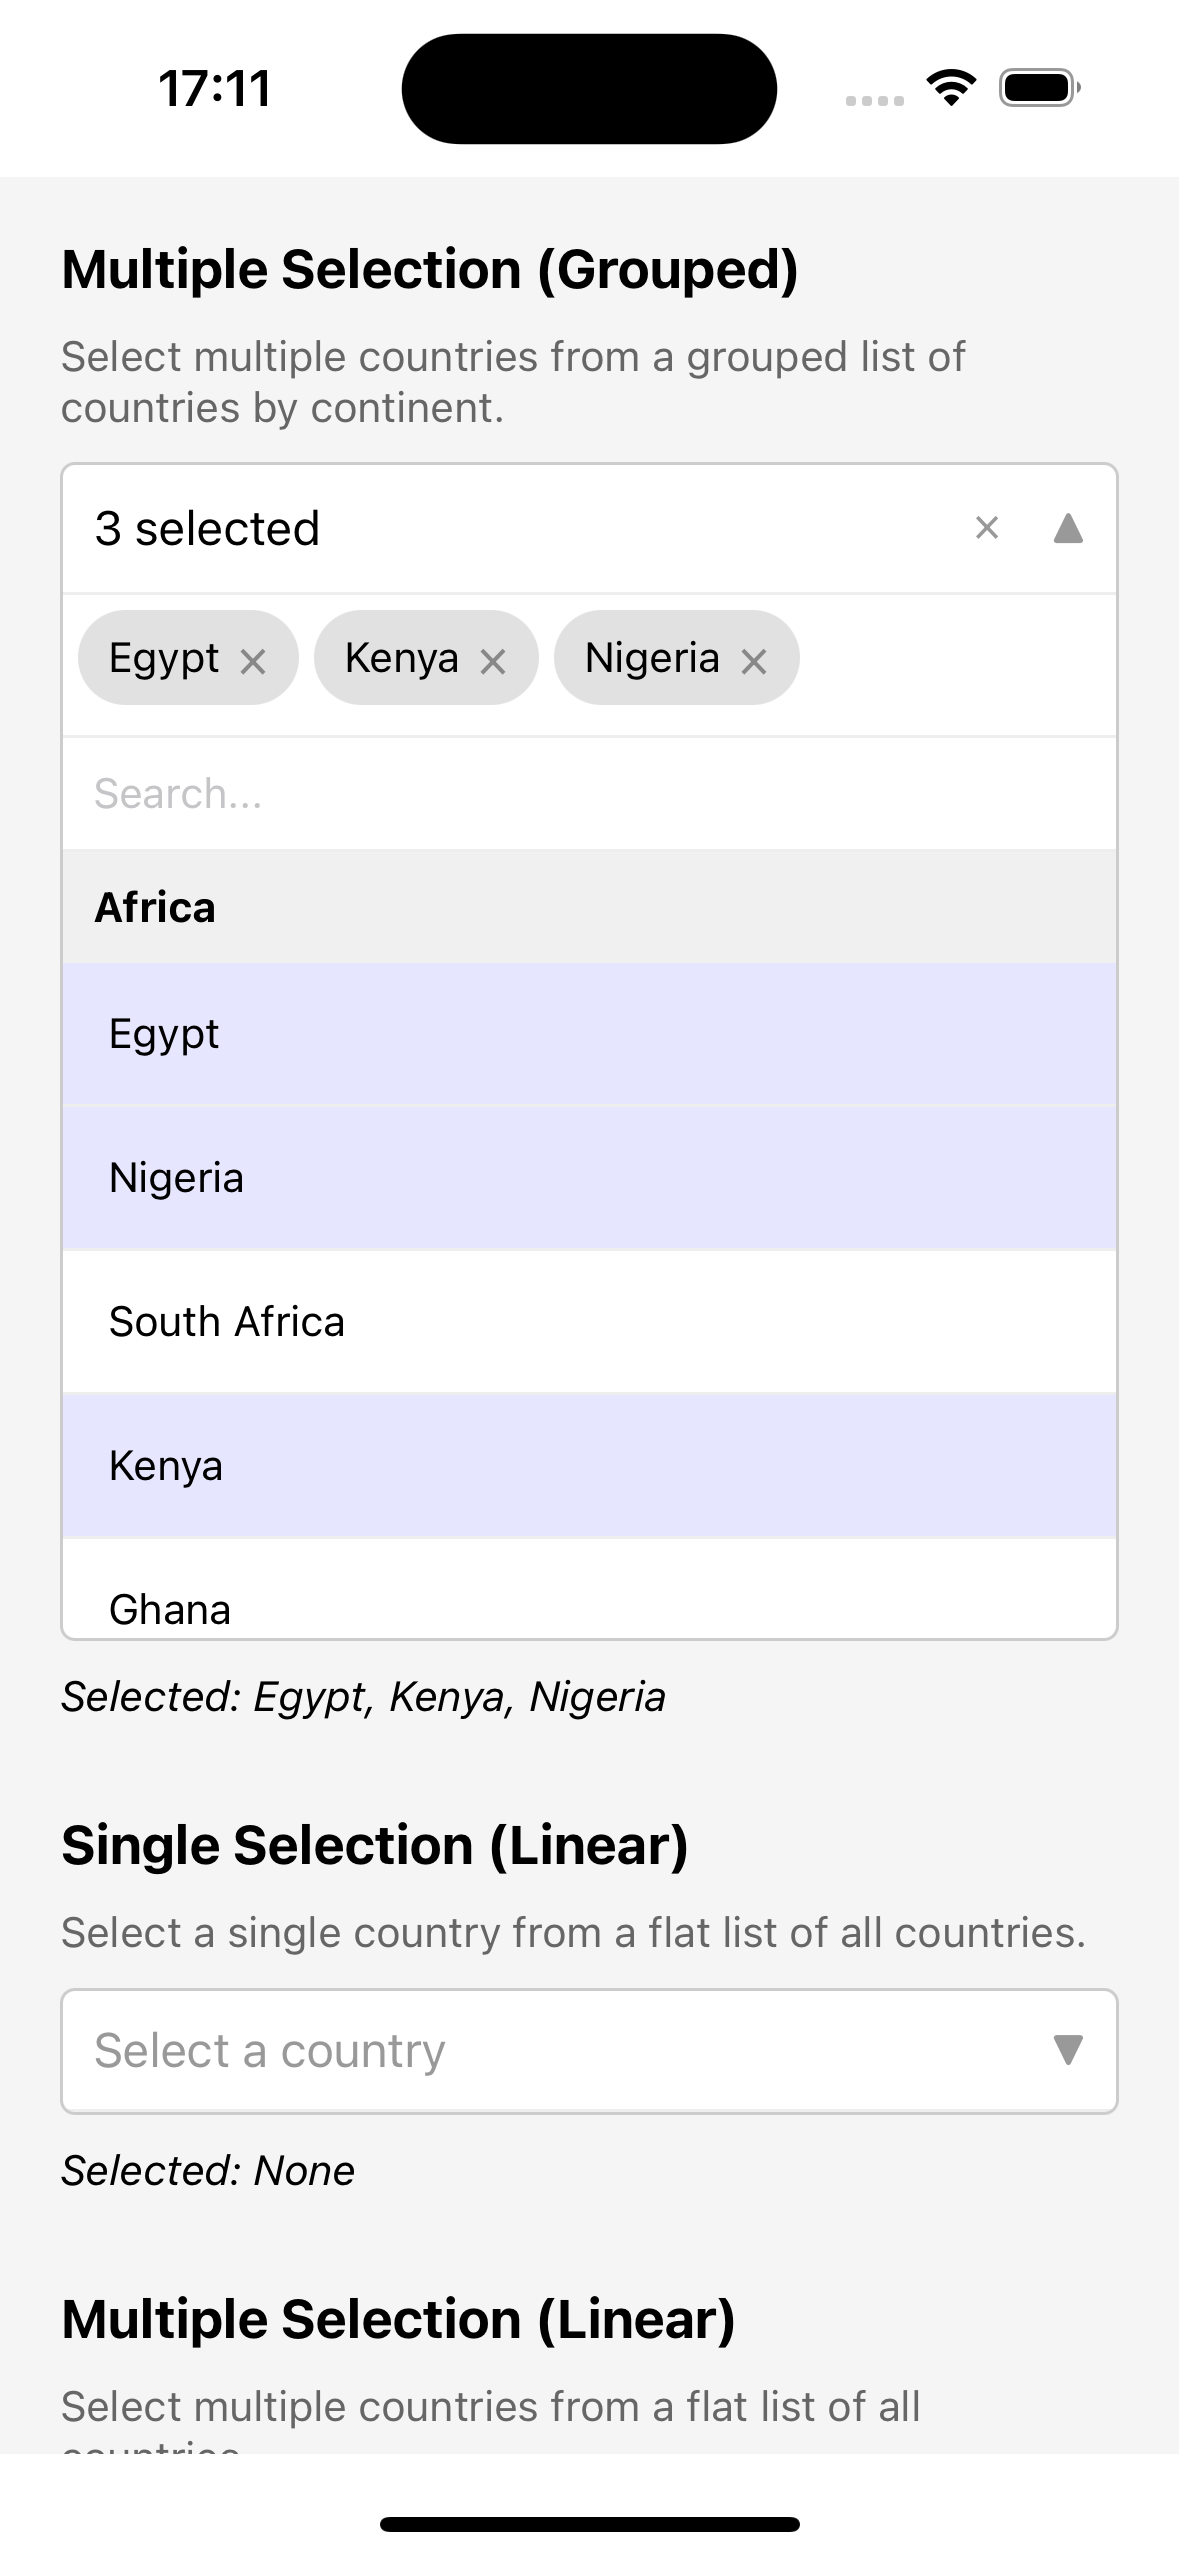 17:11
Multiple Selection (Grouped)
Select multiple countries from a grouped list of
countries by continent.
3 selected
Egypt
Kenya
Nigeria
Search...
Africa
Egypt
Nigeria
South Africa
Kenya
Ghana
Selected: Egypt, Kenya, Nigeria
Single Selection (Linear)
Select a single country from a flat list of all countries.
Select a country
Selected: None
Multiple Selection (Linear)
Select multiple countries from a flat list of all